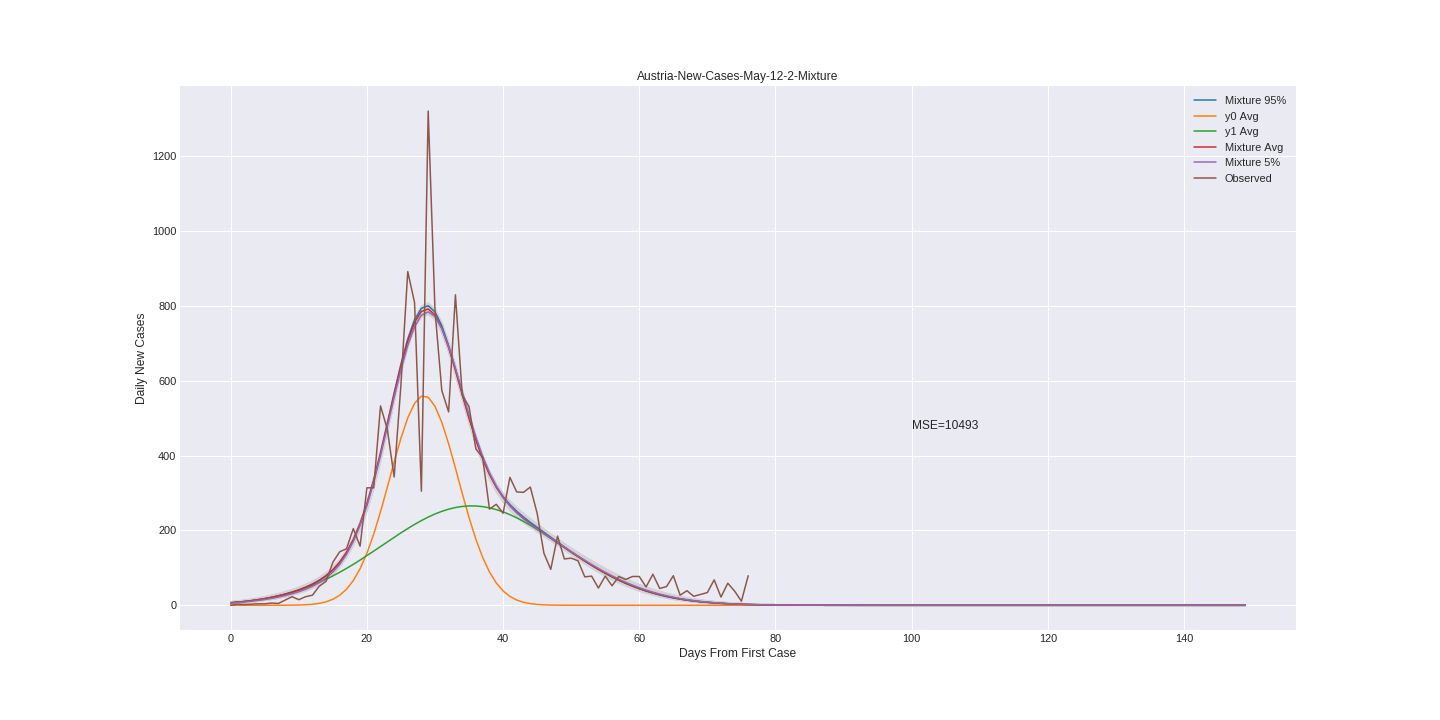 Austria-New-Cases-May-12-2-Mixture
Mixture 95%
y0 Avg
y1 Avg
Mixture Avg
Mixture 5%
Observed
1200
1000
800
600
400
200
0
Daily New Cases
MSE=10493
0 20 40 60 80 100 120 140
Days From First Case